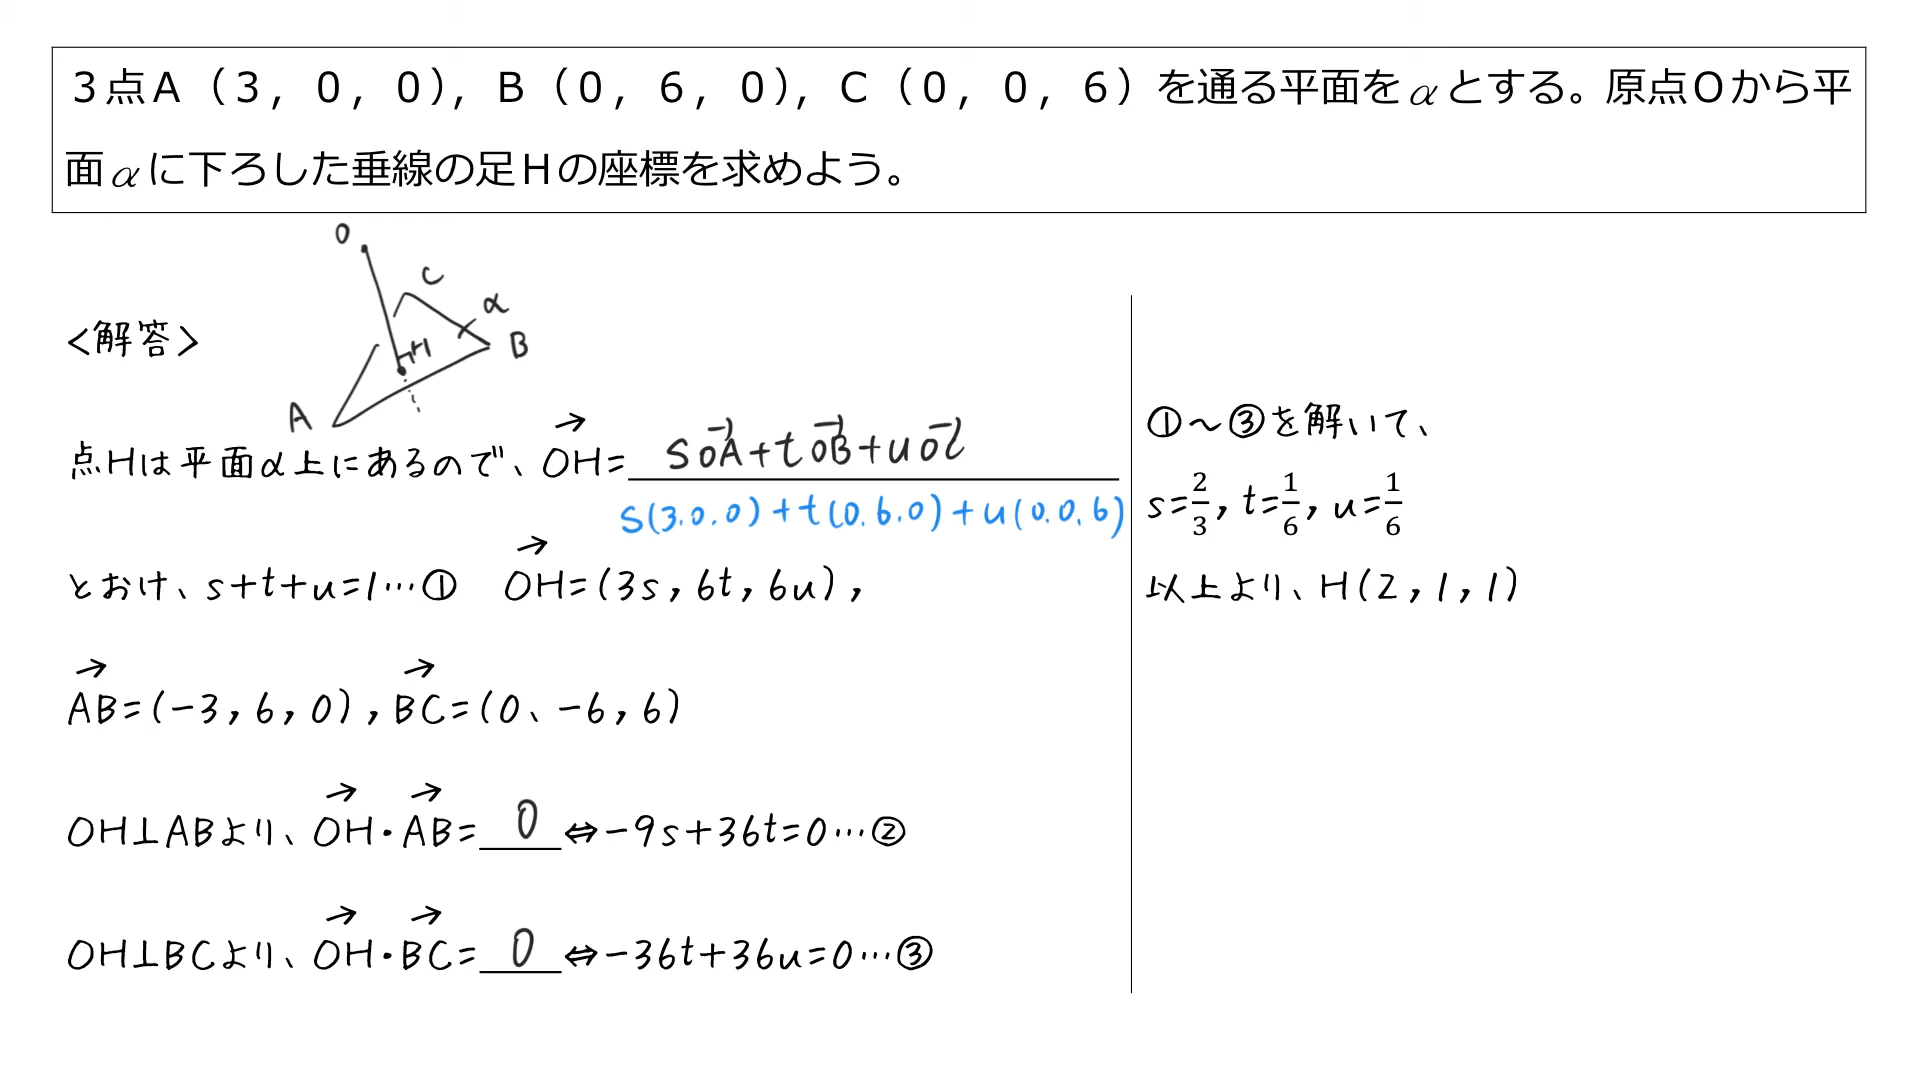 ３点Ａ（３，０，０），Ｂ（０，６，０），Ｃ（０，０，６）を通る平面をαとする。原点Ｏから平
面αに下ろした垂線の足Ｈの座標を求めよう。
O
C
α
<解答>
H
B
A
点Hは平面α上にあるので、→OH=sOA→+tOB→+uOC→
s(3.0.0)+t(0.6.0)+u(0.0.6)
とおけ、s+t+u=1…① →OH=(3s,6t,6u),
→AB=(-3,6,0),→BC=(0、-6,6)
OH⊥ABより、→OH・→AB=0⇔-9s+36t=0…②
OH⊥BCより、→OH・→BC=0⇔-36t+36u=0…③
①～③を解いて、
s=2/3,t=1/6,u=1/6
以上より、H(2,1,1)